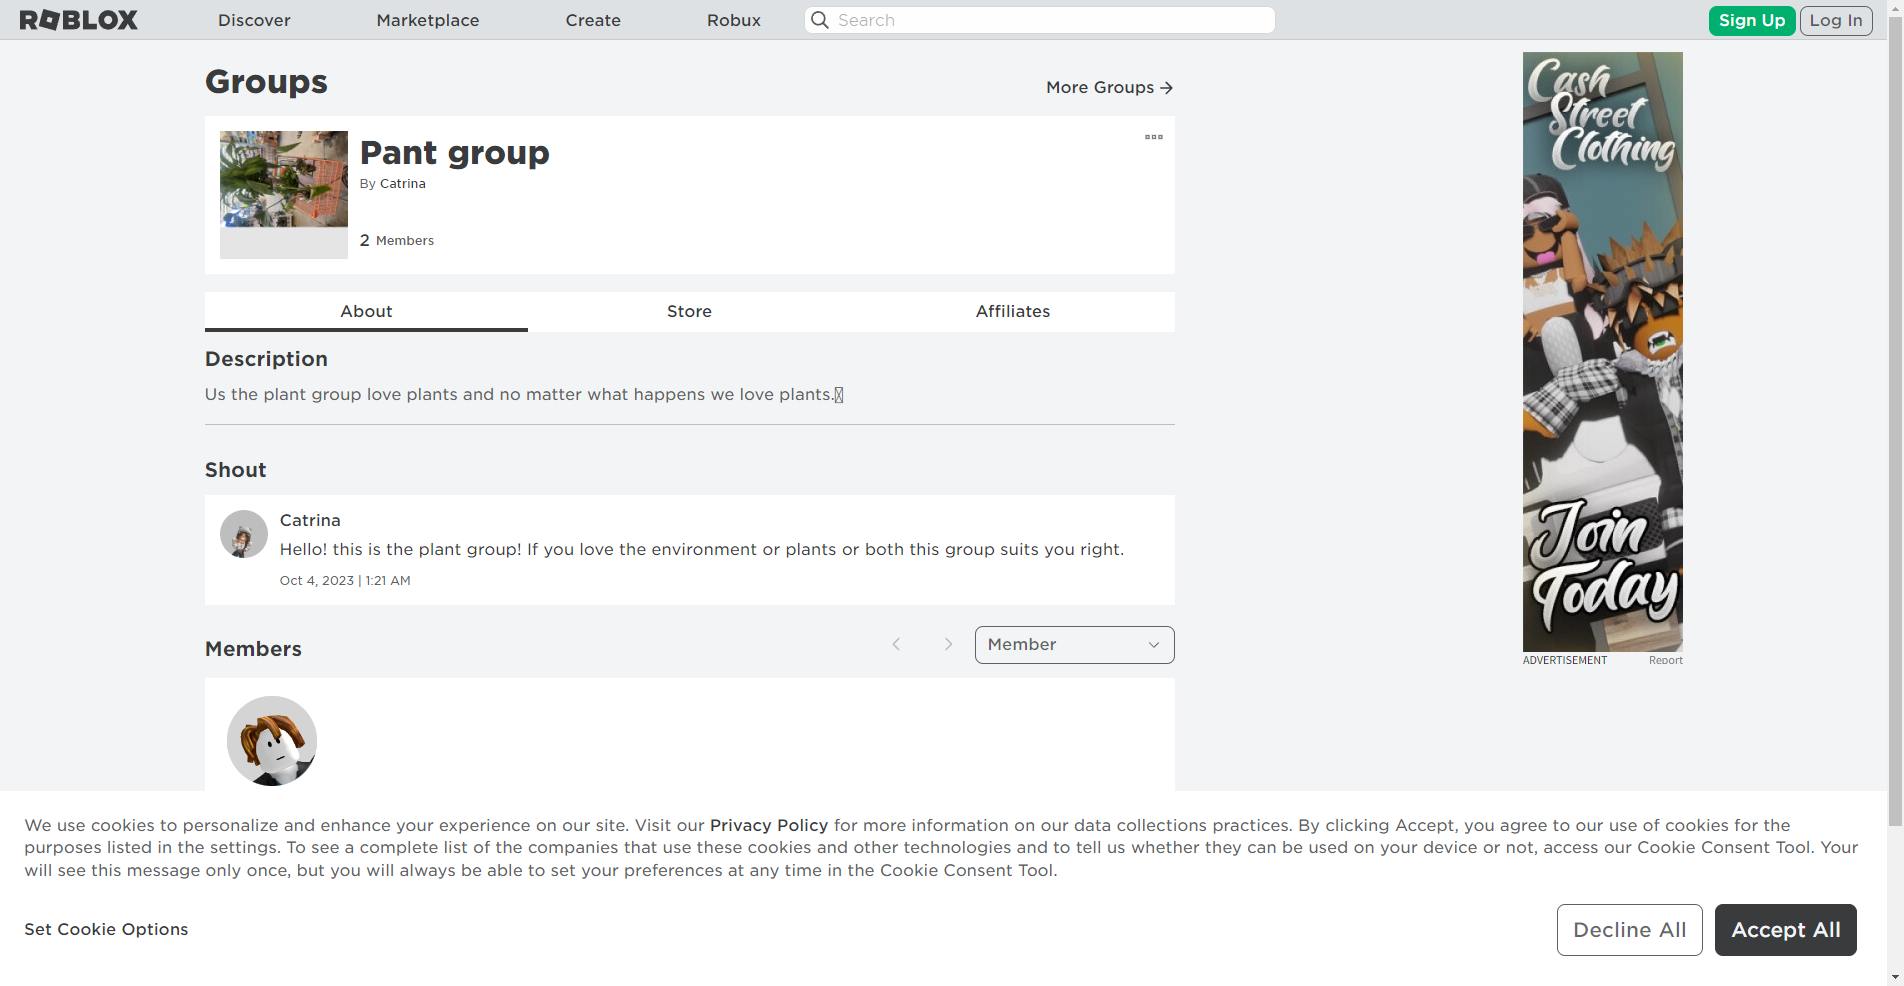 ROBLOX Discover Marketplace Create Robux Search Sign Up Log In
Groups
More Groups
Pant group
By Catrina
2 Members
About Store Affiliates
Description
Us the plant group love plants and no matter what happens we love plants.
Shout
Catrina
Hello! this is the plant group! If you love the environment or plants or both this group suits you right.
Oct 4, 2023 | 1:21 AM
Members
Member
Cash
Street
Clothing
Join
Today
ADVERTISEMENT Report
We use cookies to personalize and enhance your experience on our site. Visit our Privacy Policy for more information on our data collections practices. By clicking Accept, you agree to our use of cookies for the
purposes listed in the settings. To see a complete list of the companies that use these cookies and other technologies and to tell us whether they can be used on your device or not, access our Cookie Consent Tool. Your
will see this message only once, but you will always be able to set your preferences at any time in the Cookie Consent Tool.
Set Cookie Options
Decline All
Accept All